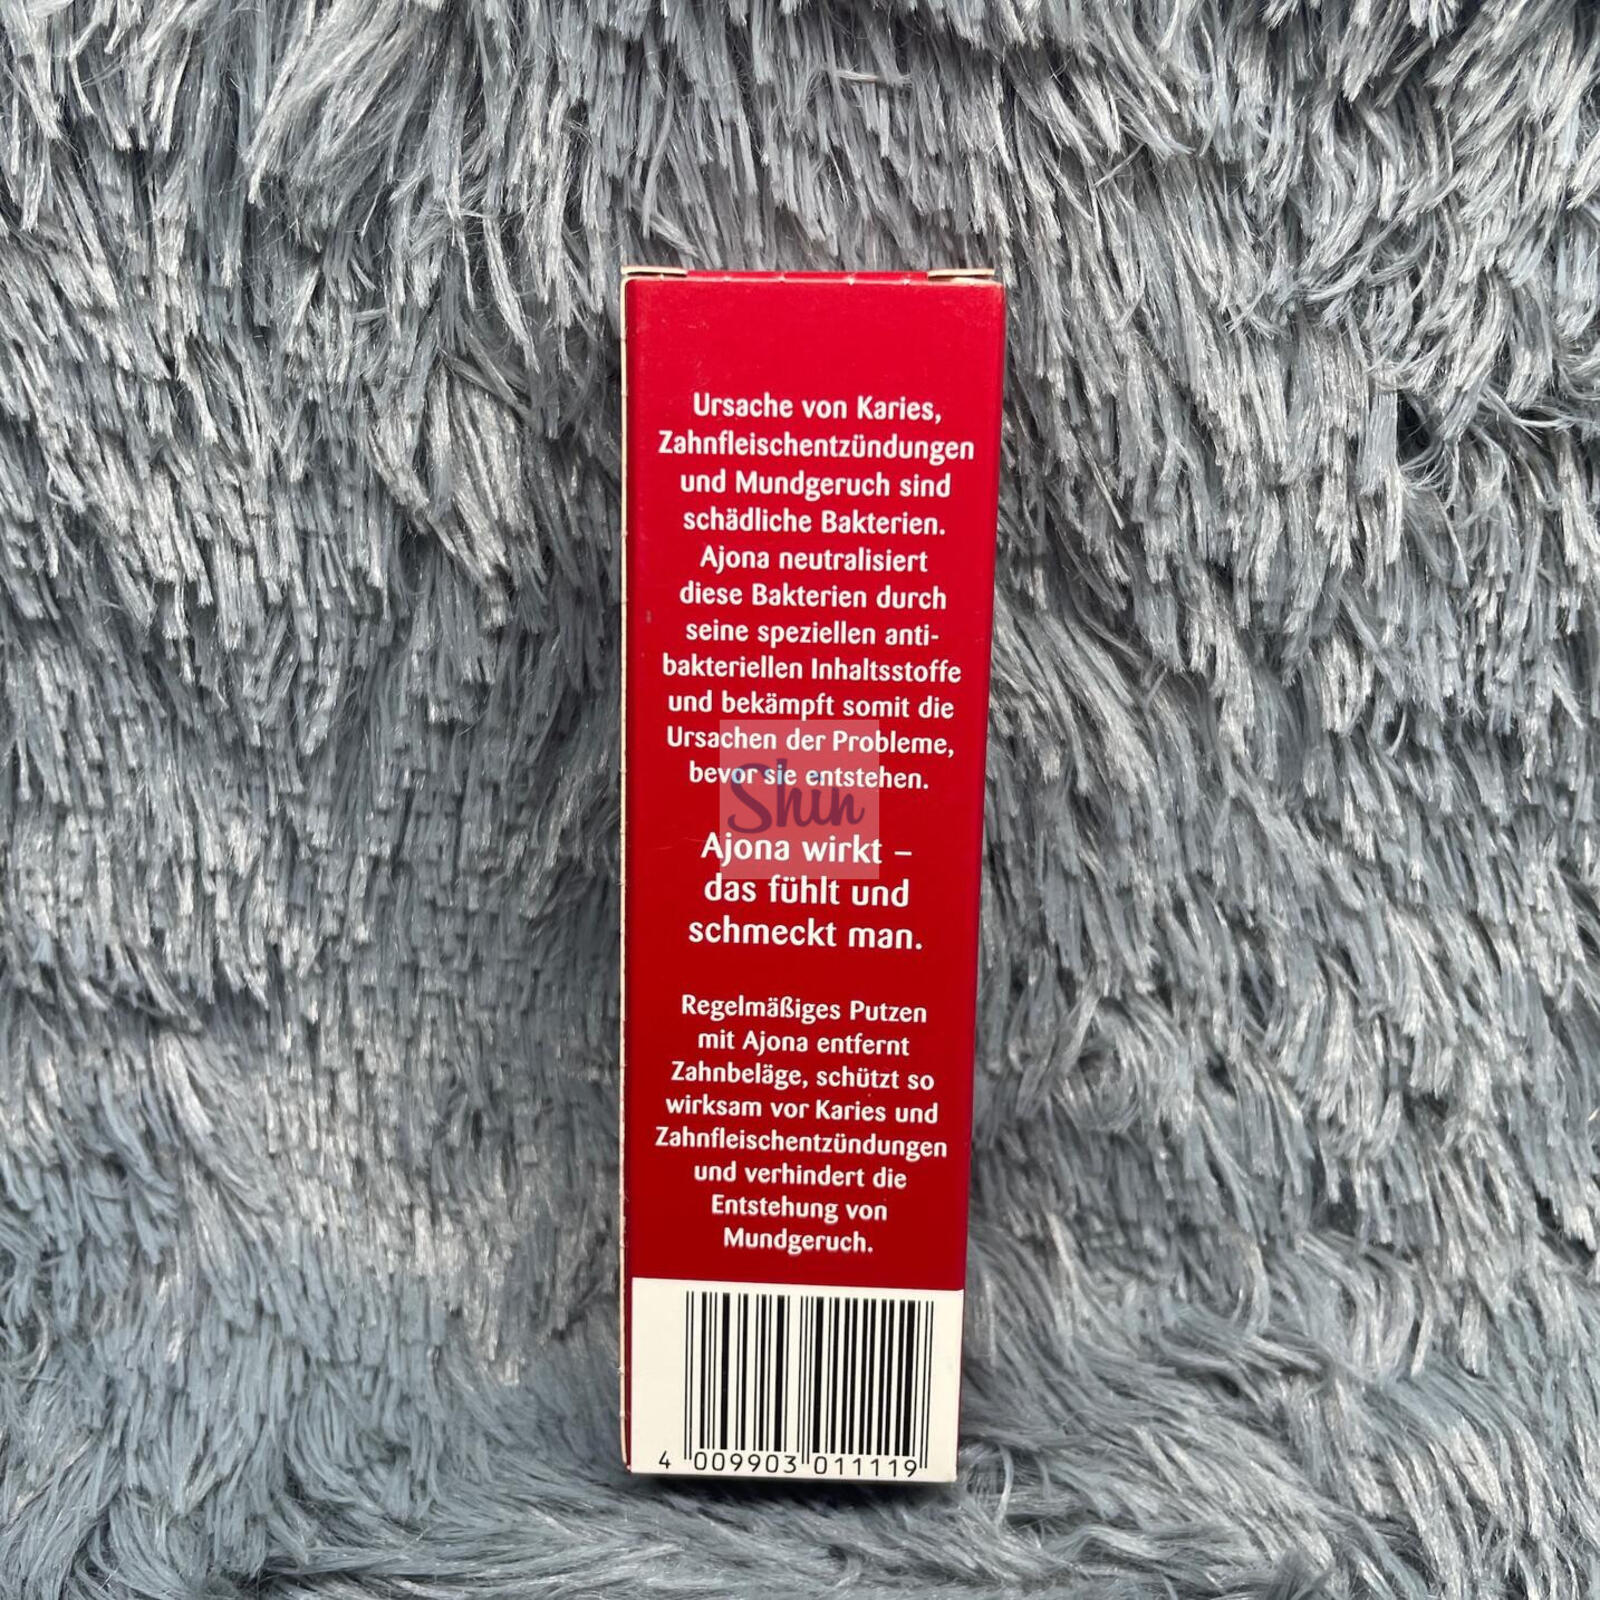 Ursache von Karies,
Zahnfleischentzündungen
und Mundgeruch sind
schädliche Bakterien.
Ajona neutralisiert
diese Bakterien durch
seine speziellen anti-
bakteriellen Inhaltsstoffe
und bekämpft somit die
Ursachen der Probleme,
bevor sie entstehen.
Shin
Ajona wirkt –
das fühlt und
schmeckt man.
Regelmäßiges Putzen
mit Ajona entfernt
Zahnbeläge, schützt so
wirksam vor Karies und
Zahnfleischentzündungen
und verhindert die
Entstehung von
Mundgeruch.
4 009903 011119